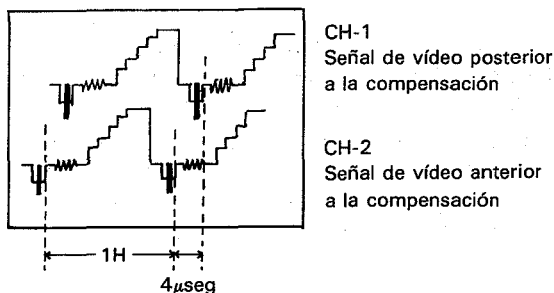 CH-1
Señal de vídeo posterior
a la compensación
CH-2
Señal de vídeo anterior
a la compensación
1H
4µseg